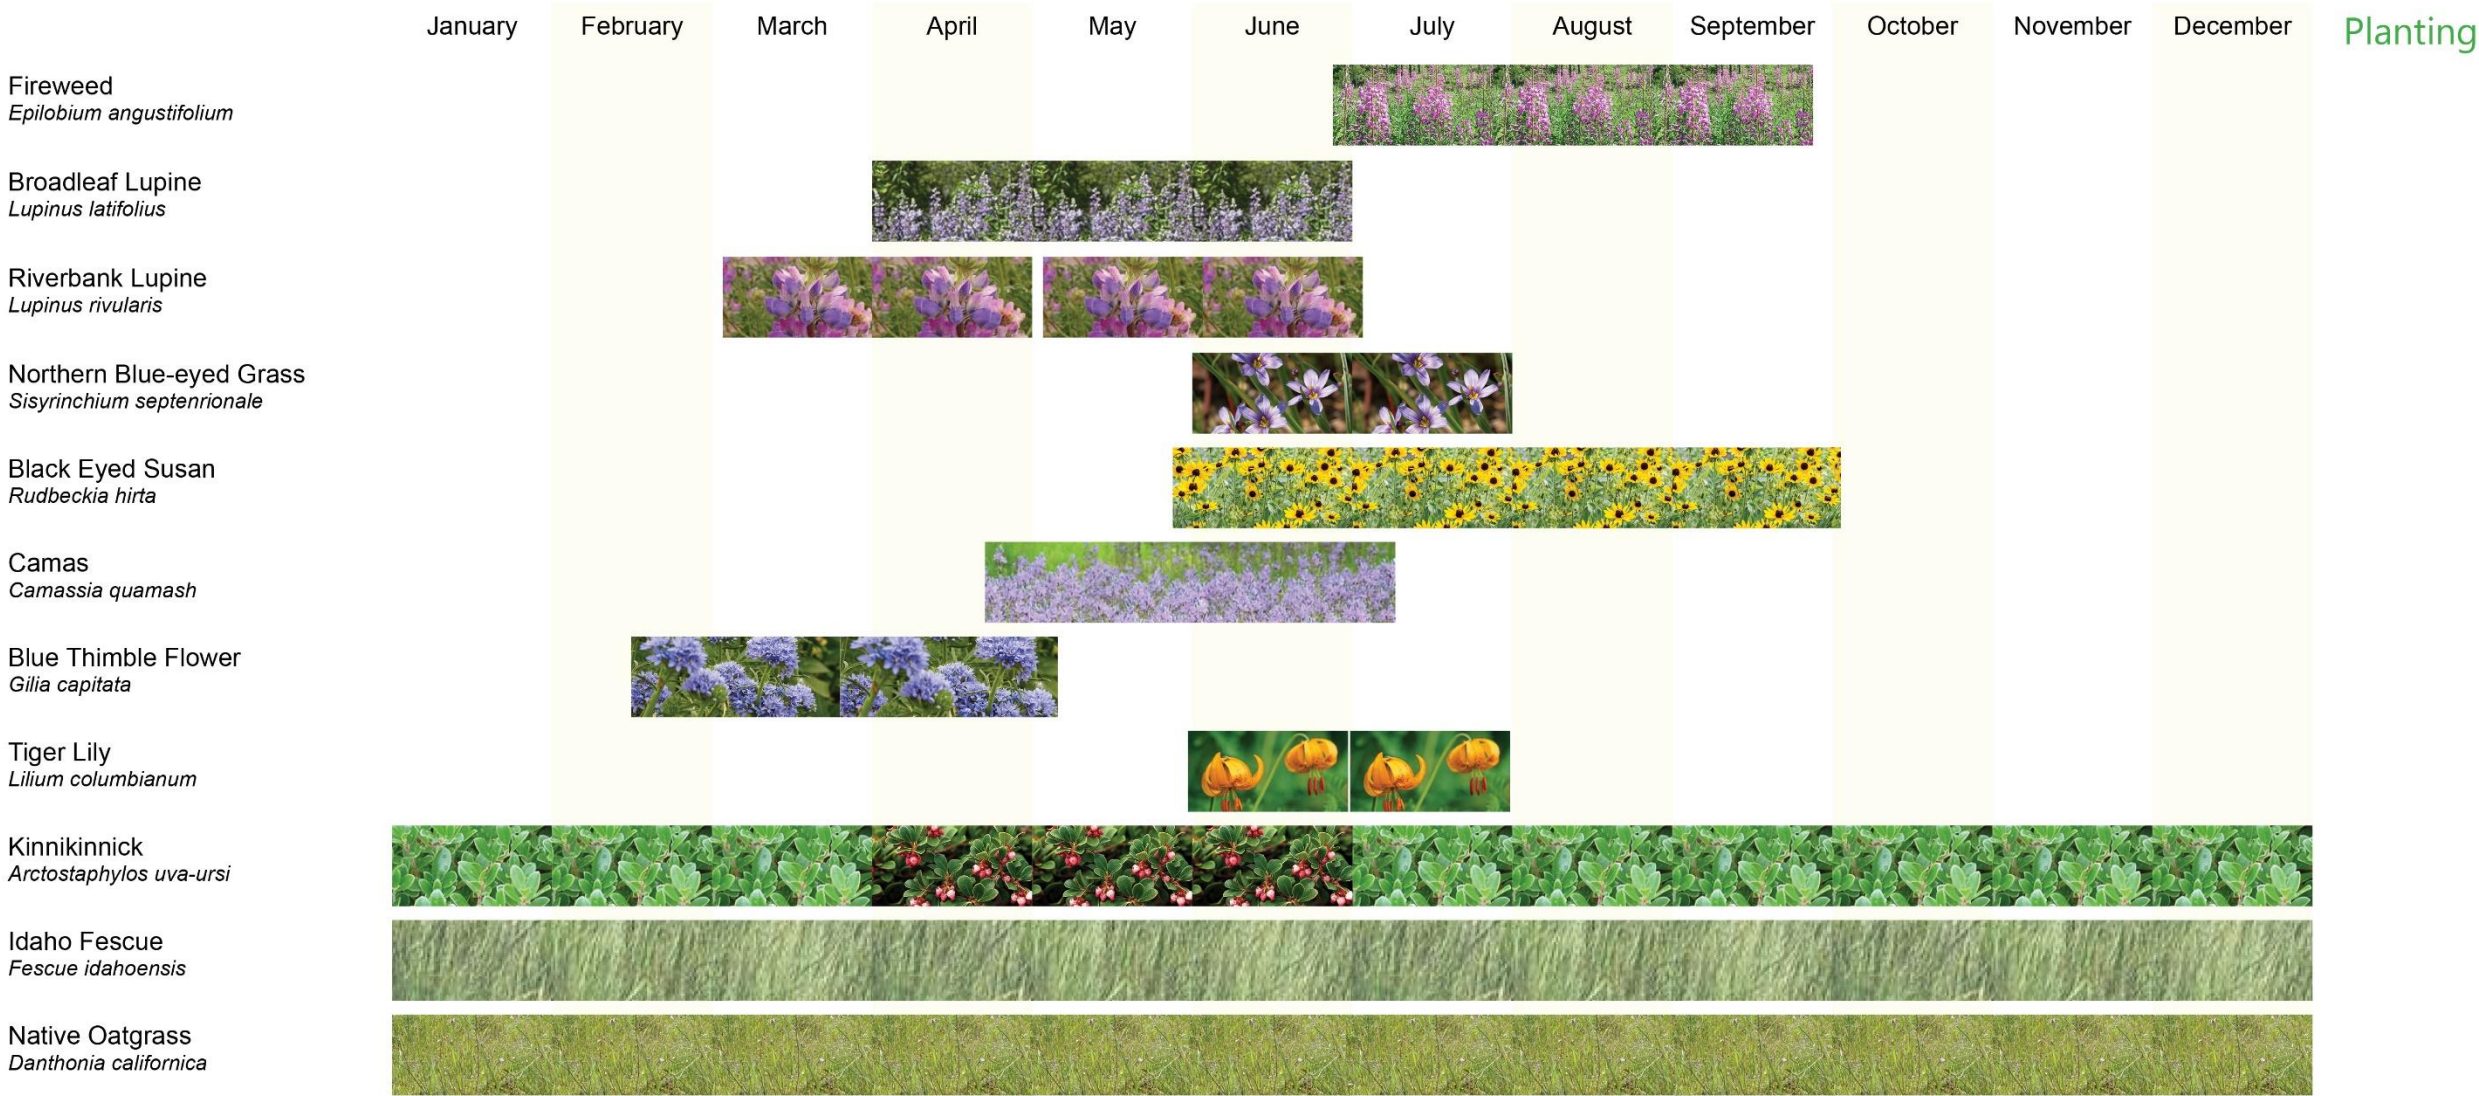 January February March April May June July August September October November December Planting
Fireweed
Epilobium angustifolium
Broadleaf Lupine
Lupinus latifolius
Riverbank Lupine
Lupinus rivularis
Northern Blue-eyed Grass
Sisyrinchium septenrionale
Black Eyed Susan
Rudbeckia hirta
Camas
Camassia quamash
Blue Thimble Flower
Gilia capitata
Tiger Lily
Lilium columbianum
Kinnikinnick
Arctostaphylos uva-ursi
Idaho Fescue
Fescue idahoensis
Native Oatgrass
Danthonia californica